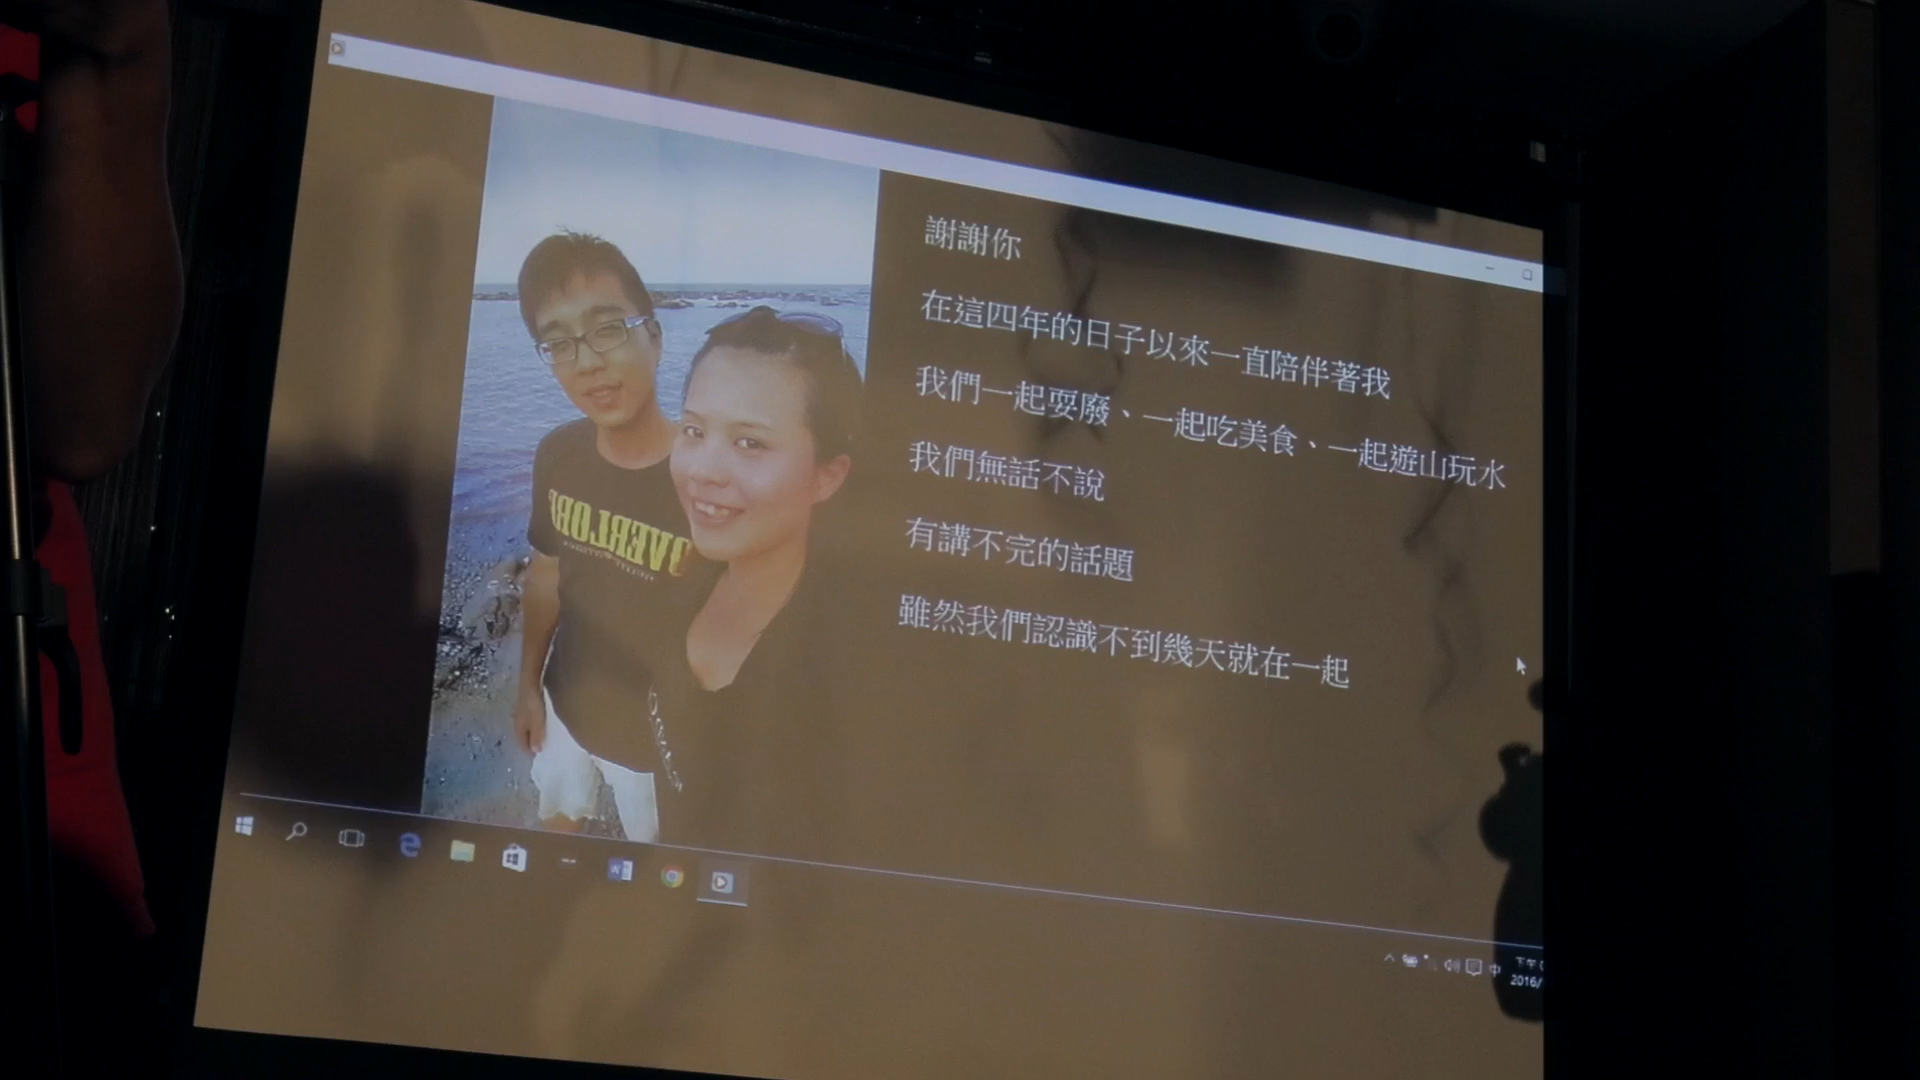 謝謝你
在這四年的日子以來一直陪伴著我
我們一起耍廢、一起吃美食、一起遊山玩水
我們無話不說
有講不完的話題
雖然我們認識不到幾天就在一起
OVERLORD
中
下午
2016/